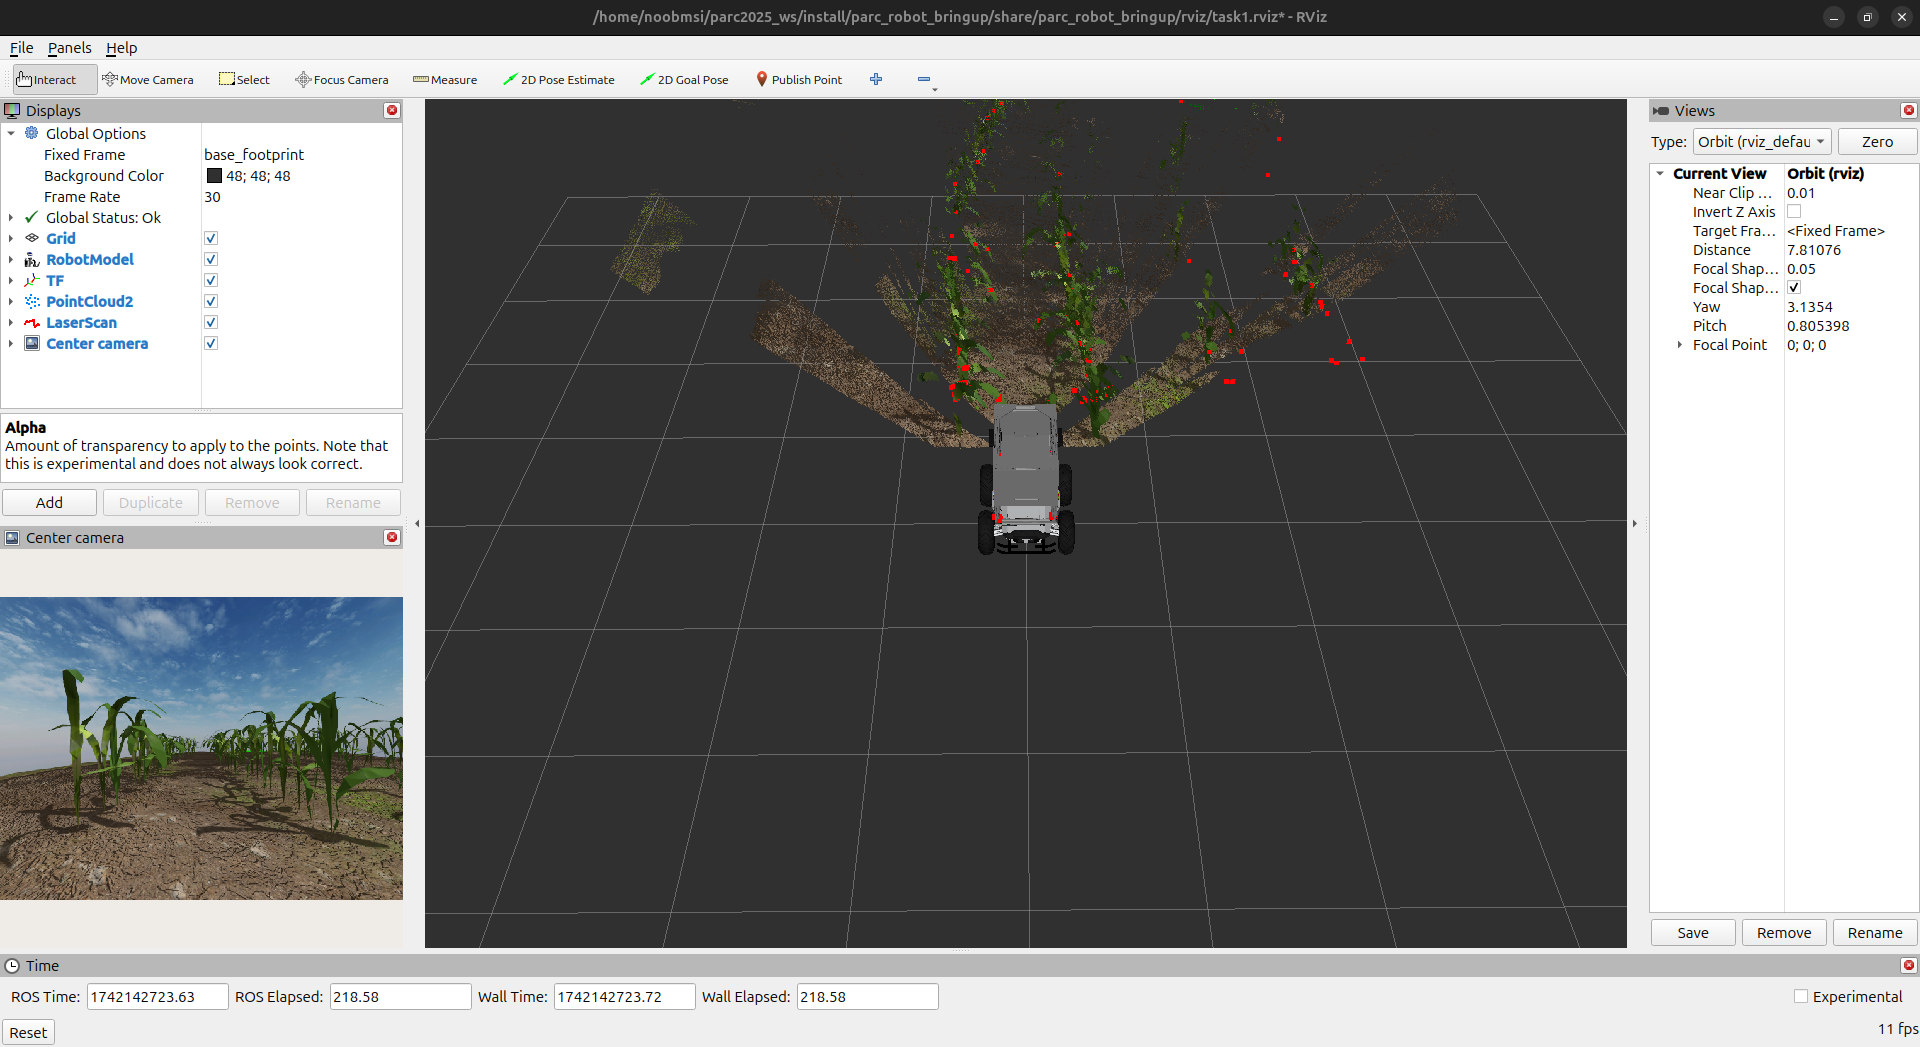 /home/noobmsi/parc2025_ws/install/parc_robot_bringup/share/parc_robot_bringup/rviz/task1.rviz* - RViz
File Panels Help
Interact Move Camera Select Focus Camera Measure 2D Pose Estimate 2D Goal Pose Publish Point
Displays
Global Options
Fixed Frame base_footprint
Background Color 48; 48; 48
Frame Rate 30
Global Status: Ok
Grid
RobotModel
TF
PointCloud2
LaserScan
Center camera
Alpha
Amount of transparency to apply to the points. Note that
this is experimental and does not always look correct.
Add Duplicate Remove Rename
Center camera
Views
Type: Orbit (rviz_defau Zero
Current View Orbit (rviz)
Near Clip ... 0.01
Invert Z Axis
Target Fra... <Fixed Frame>
Distance 7.81076
Focal Shap... 0.05
Focal Shap...
Yaw 3.1354
Pitch 0.805398
Focal Point 0; 0; 0
Save Remove Rename
Time
ROS Time: 1742142723.63 ROS Elapsed: 218.58 Wall Time: 1742142723.72 Wall Elapsed: 218.58 Experimental
Reset 11 fps